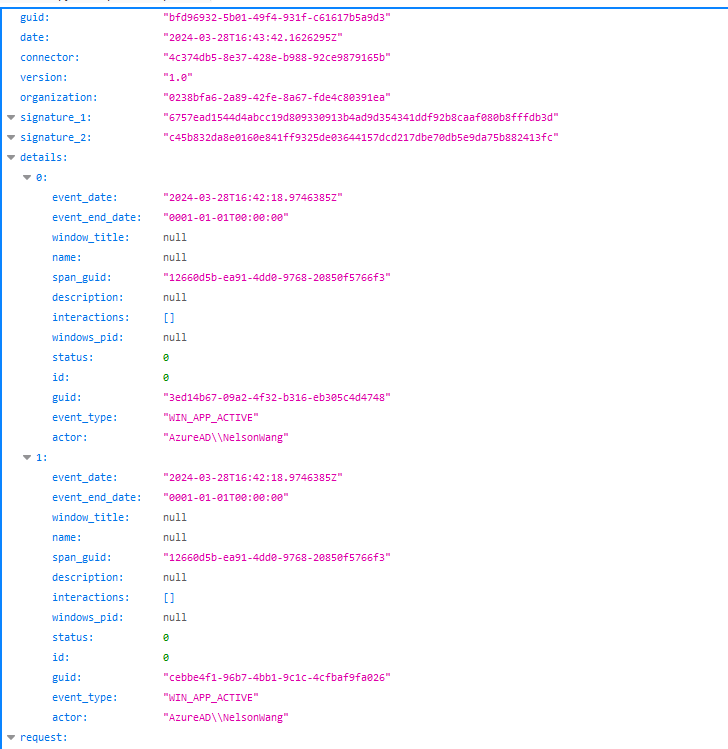 guid: "bfd96932-5b01-49f4-931f-c61617b5a9d3"
date: "2024-03-28T16:43:42.1626295Z"
connector: "4c374db5-8e37-428e-b988-92ce9879165b"
version: "1.0"
organization: "0238bfa6-2a89-42fe-8a67-fde4c80391ea"
signature_1: "6757ead1544d4abcc19d809330913b4ad9d354341ddf92b8caaf080b8fffdb3d"
signature_2: "c45b832da8e0160e841ff9325de03644157dcd217dbe70db5e9da75b882413fc"
details:
0:
event_date: "2024-03-28T16:42:18.9746385Z"
event_end_date: "0001-01-01T00:00:00"
window_title: null
name: null
span_guid: "12660d5b-ea91-4dd0-9768-20850f5766f3"
description: null
interactions: []
windows_pid: null
status: 0
id: 0
guid: "3ed14b67-09a2-4f32-b316-eb305c4d4748"
event_type: "WIN_APP_ACTIVE"
actor: "AzureAD\\NelsonWang"
1:
event_date: "2024-03-28T16:42:18.9746385Z"
event_end_date: "0001-01-01T00:00:00"
window_title: null
name: null
span_guid: "12660d5b-ea91-4dd0-9768-20850f5766f3"
description: null
interactions: []
windows_pid: null
status: 0
id: 0
guid: "cebbe4f1-96b7-4bb1-9c1c-4cfbaf9fa026"
event_type: "WIN_APP_ACTIVE"
actor: "AzureAD\\NelsonWang"
request: